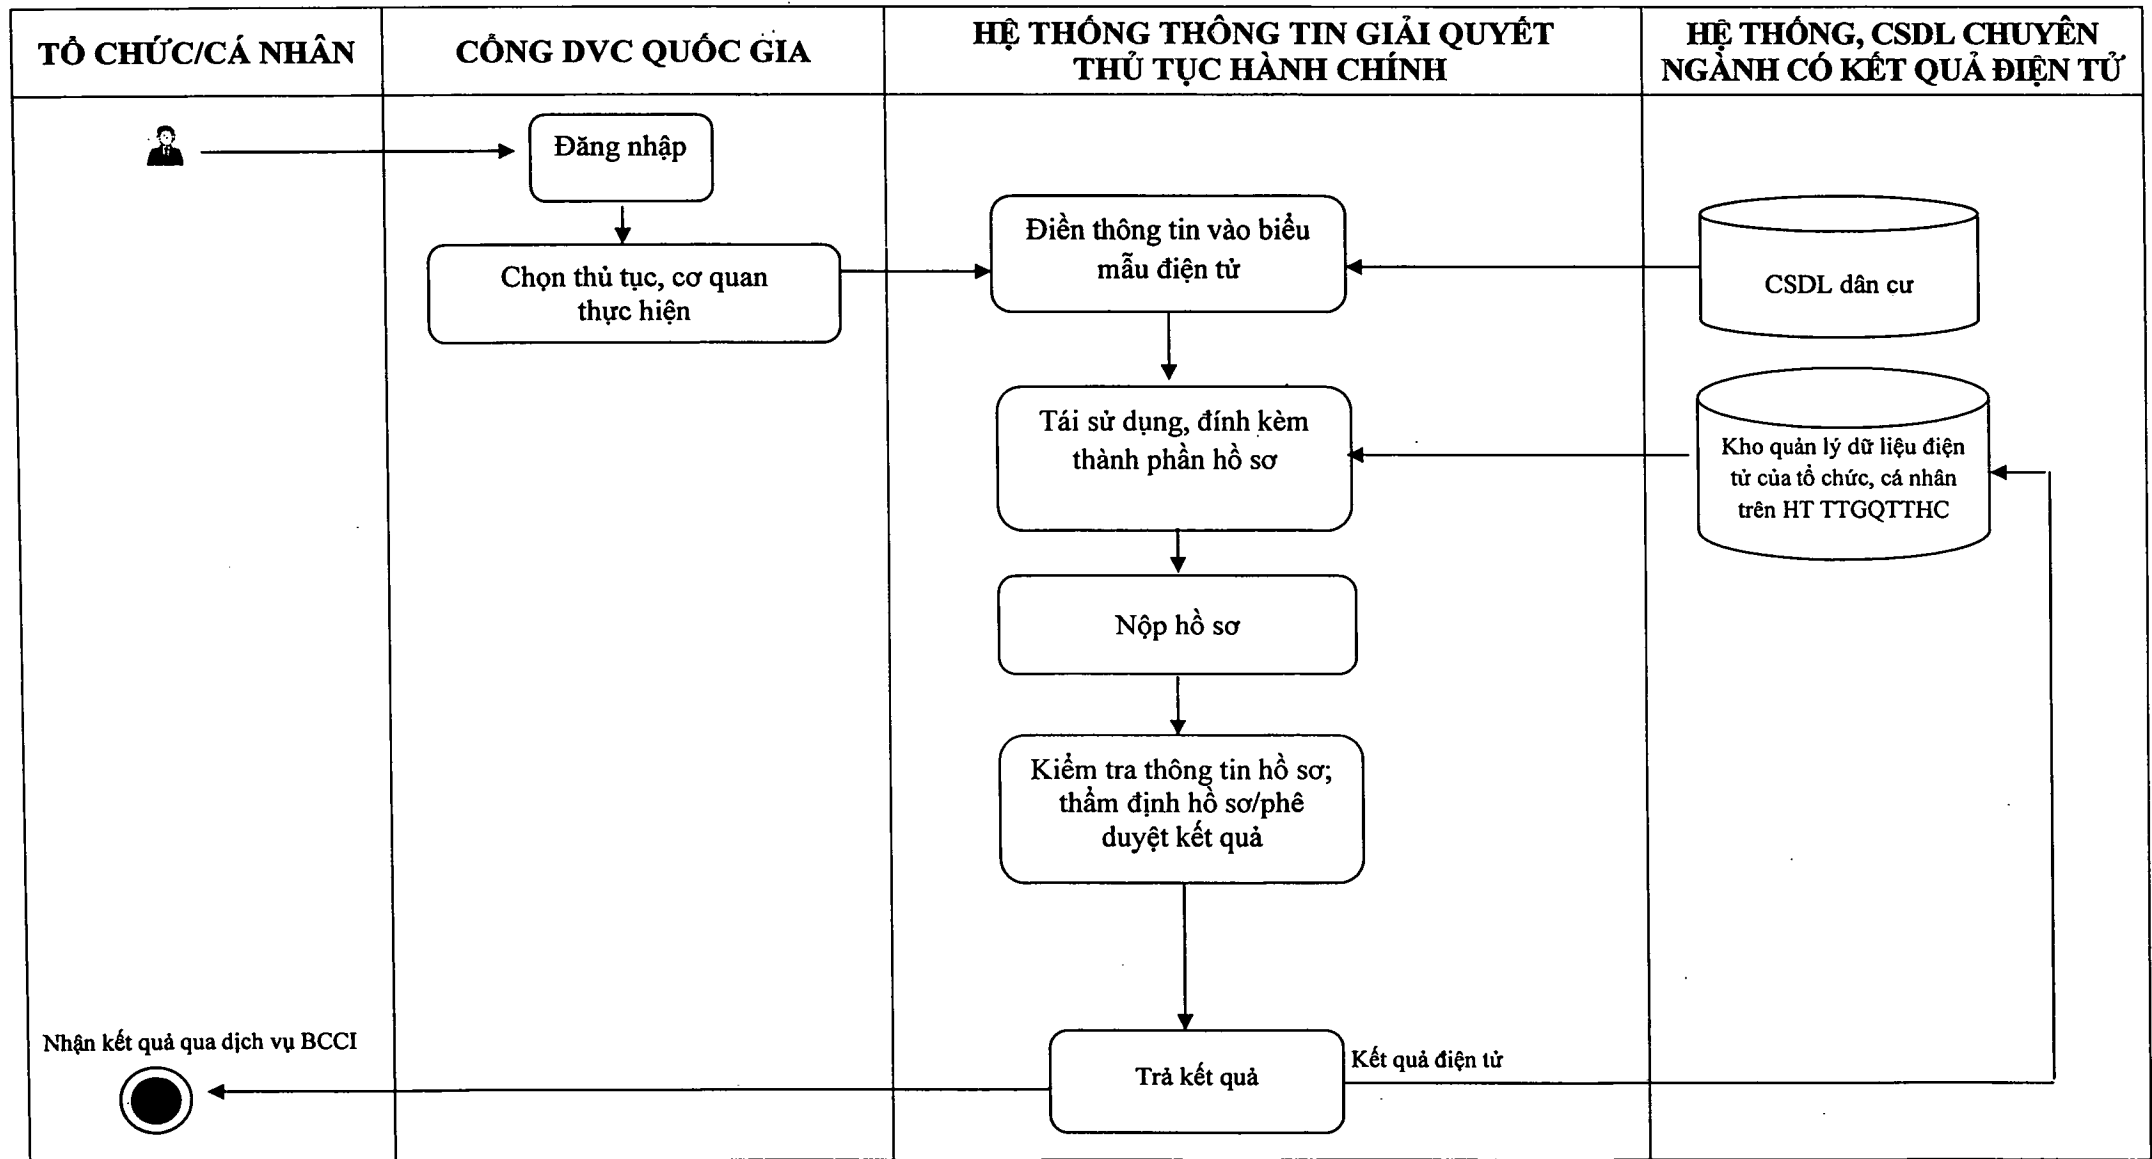 TỔ CHỨC/CÁ NHÂN
CỔNG DVC QUỐC GIA
HỆ THỐNG THÔNG TIN GIẢI QUYẾT
THỦ TỤC HÀNH CHÍNH
HỆ THỐNG, CSDL CHUYÊN
NGÀNH CÓ KẾT QUẢ ĐIỆN TỬ
Đăng nhập
Chọn thủ tục, cơ quan
thực hiện
Điền thông tin vào biểu
mẫu điện tử
CSDL dân cư
Tái sử dụng, đính kèm
thành phần hồ sơ
Kho quản lý dữ liệu điện
tử của tổ chức, cá nhân
trên HT TTGQTTHC
Nộp hồ sơ
Kiểm tra thông tin hồ sơ;
thẩm định hồ sơ/phê
duyệt kết quả
Nhận kết quả qua dịch vụ BCCI
Trả kết quả
Kết quả điện tử